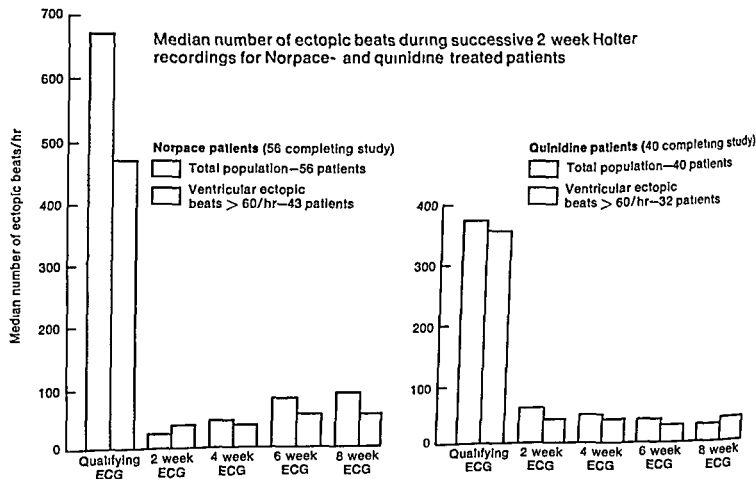 Median number of ectopic beats during successive 2 week Holter
recordings for Norpace- and quinidine treated patients
Median number of ectopic beats/hr
700
600
500
400
300
200
100
0
Norpace patients (56 completing study)
Total population—56 patients
Ventricular ectopic
beats > 60/hr—43 patients
Qualifying
ECG
2 week
ECG
4 week
ECG
6 week
ECG
8 week
ECG
Quinidine patients (40 completing study)
Total population—40 patients
Ventricular ectopic
beats > 60/hr—32 patients
400
300
200
100
0
Qualifying
ECG
2 week
ECG
4 week
ECG
6 week
ECG
8 week
ECG